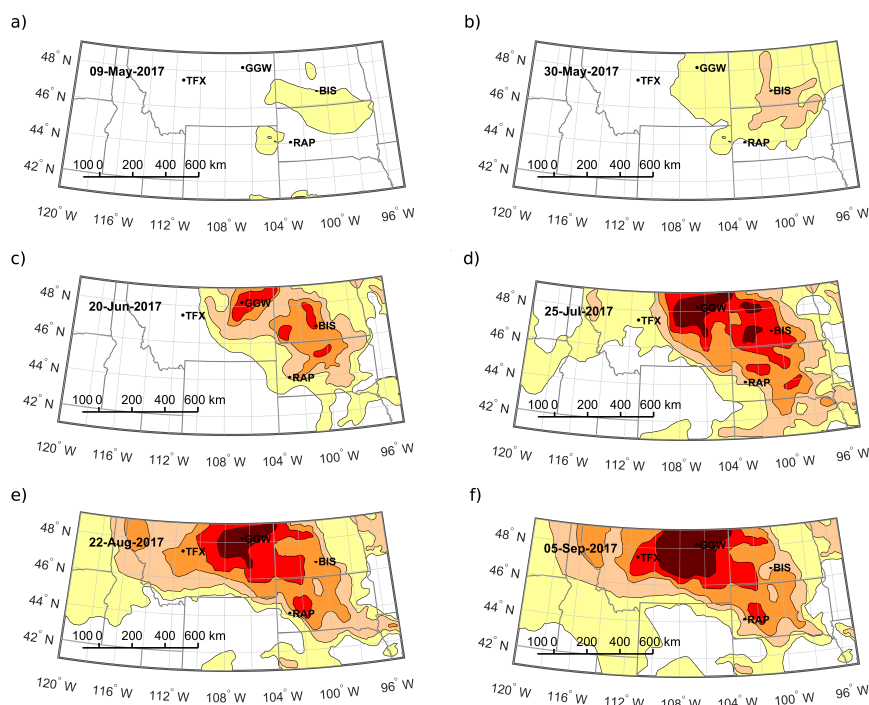 a)
48° N
46° N
44° N
42° N
09-May-2017
TFX
GGW
BIS
RAP
100 0 200 400 600 km
120° W
116° W
112° W
108° W
104° W
100° W
96° W
b)
48° N
46° N
44° N
42° N
30-May-2017
TFX
GGW
BIS
RAP
100 0 200 400 600 km
120° W
116° W
112° W
108° W
104° W
100° W
96° W
c)
48° N
46° N
44° N
42° N
20-Jun-2017
TFX
GGW
BIS
RAP
100 0 200 400 600 km
120° W
116° W
112° W
108° W
104° W
100° W
96° W
d)
48° N
46° N
44° N
42° N
25-Jul-2017
TFX
GGW
BIS
RAP
100 0 200 400 600 km
120° W
116° W
112° W
108° W
104° W
100° W
96° W
e)
48° N
46° N
44° N
42° N
22-Aug-2017
TFX
GGW
BIS
RAP
100 0 200 400 600 km
120° W
116° W
112° W
108° W
104° W
100° W
96° W
f)
48° N
46° N
44° N
42° N
05-Sep-2017
TFX
GGW
BIS
RAP
100 0 200 400 600 km
120° W
116° W
112° W
108° W
104° W
100° W
96° W